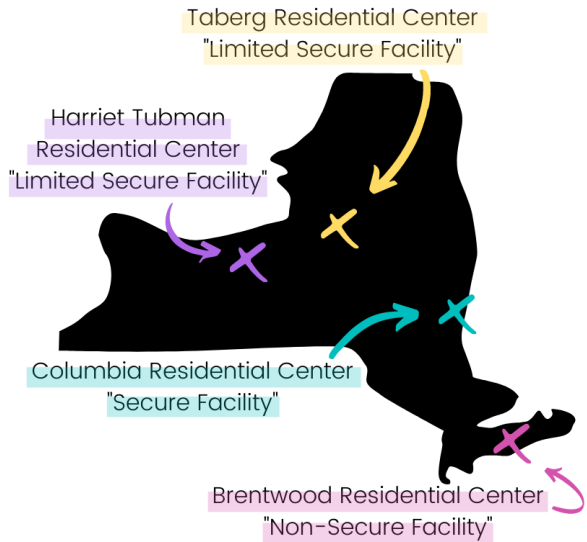 Taberg Residential Center
"Limited Secure Facility"
Harriet Tubman
Residential Center
"Limited Secure Facility"
Columbia Residential Center
"Secure Facility"
Brentwood Residential Center
"Non-Secure Facility"